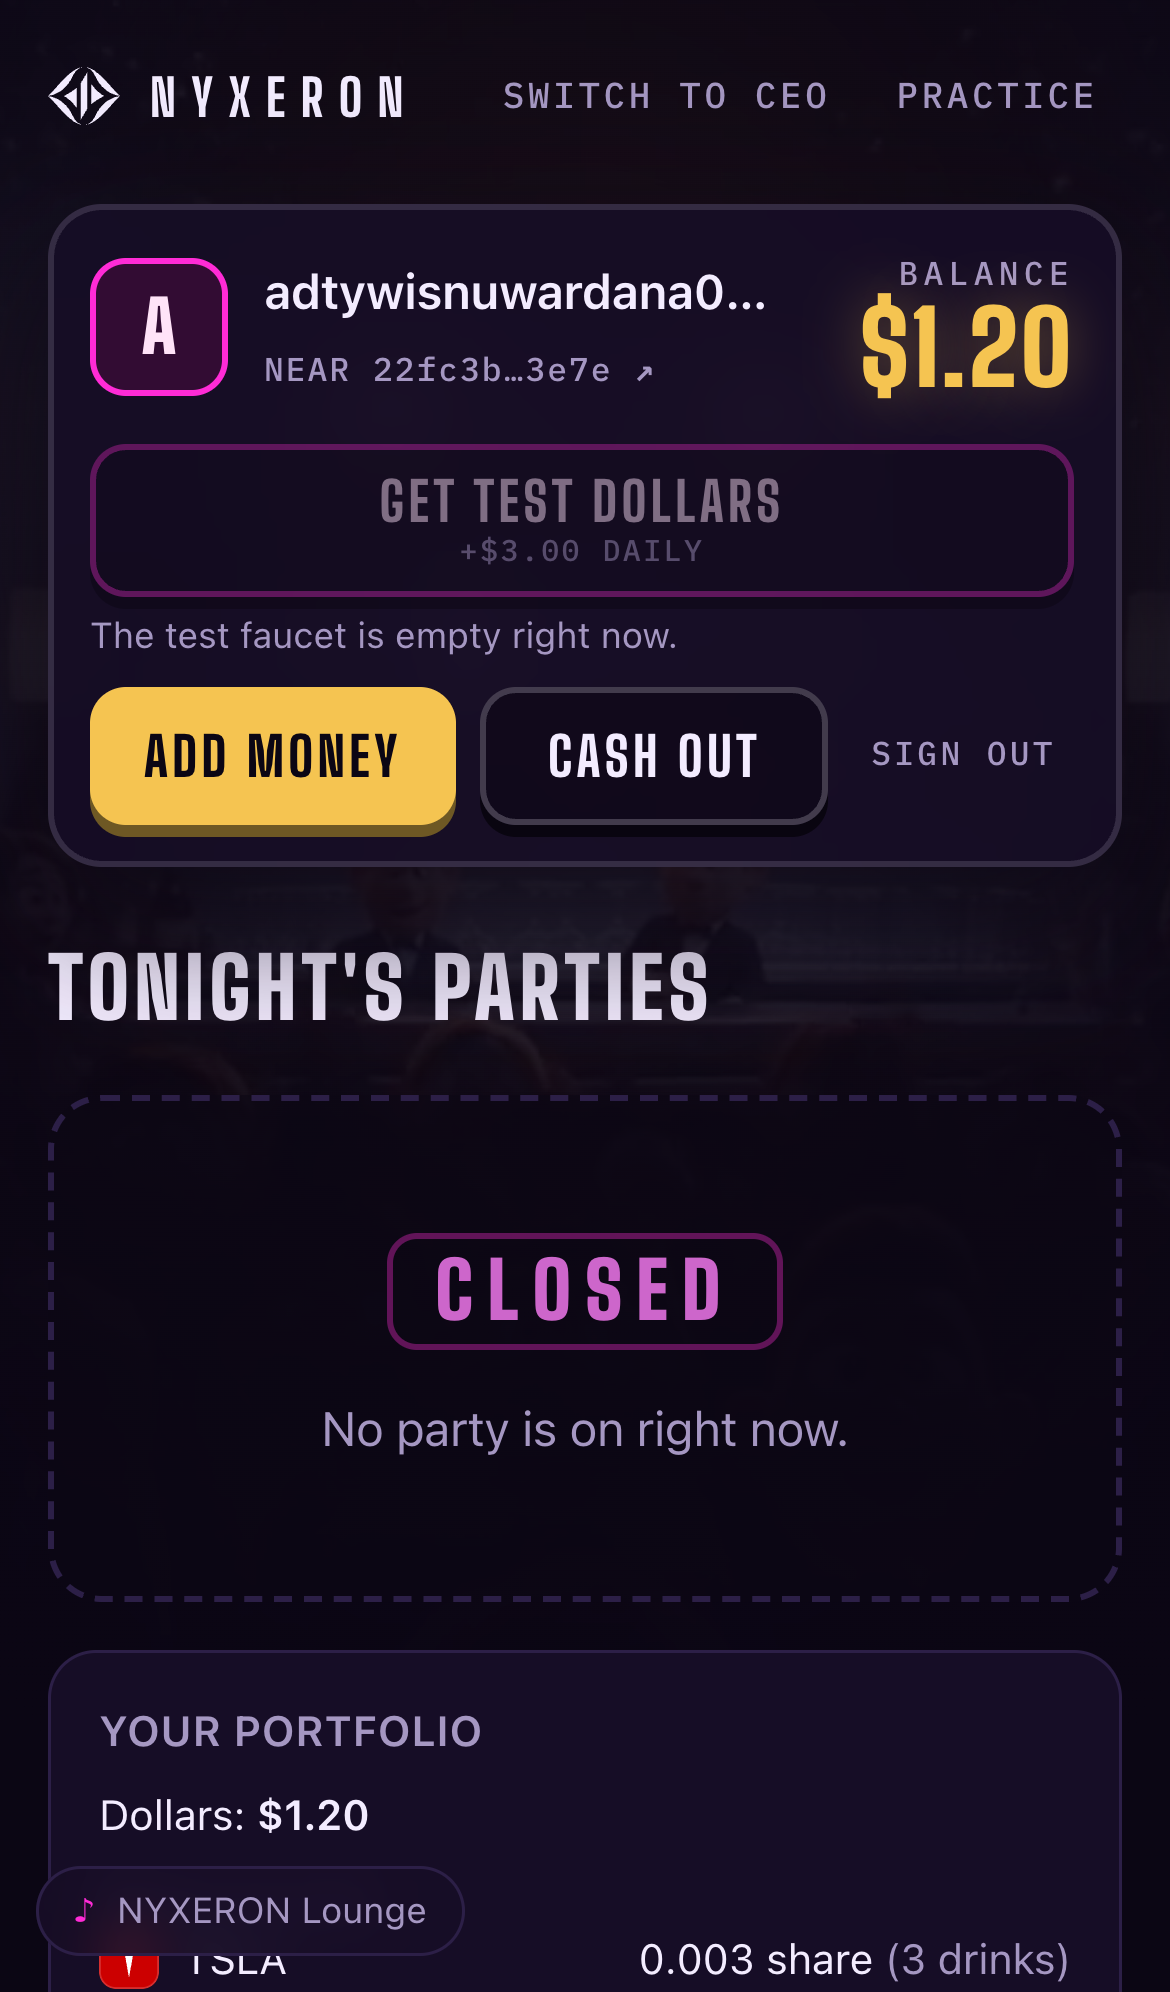 NYXERON
SWITCH TO CEO
PRACTICE
A
adtywisnuwardana0...
NEAR 22fc3b…3e7e ↗
BALANCE
$1.20
GET TEST DOLLARS
+$3.00 DAILY
The test faucet is empty right now.
ADD MONEY
CASH OUT
SIGN OUT
TONIGHT'S PARTIES
CLOSED
No party is on right now.
YOUR PORTFOLIO
Dollars: $1.20
♪ NYXERON Lounge
TSLA
0.003 share (3 drinks)